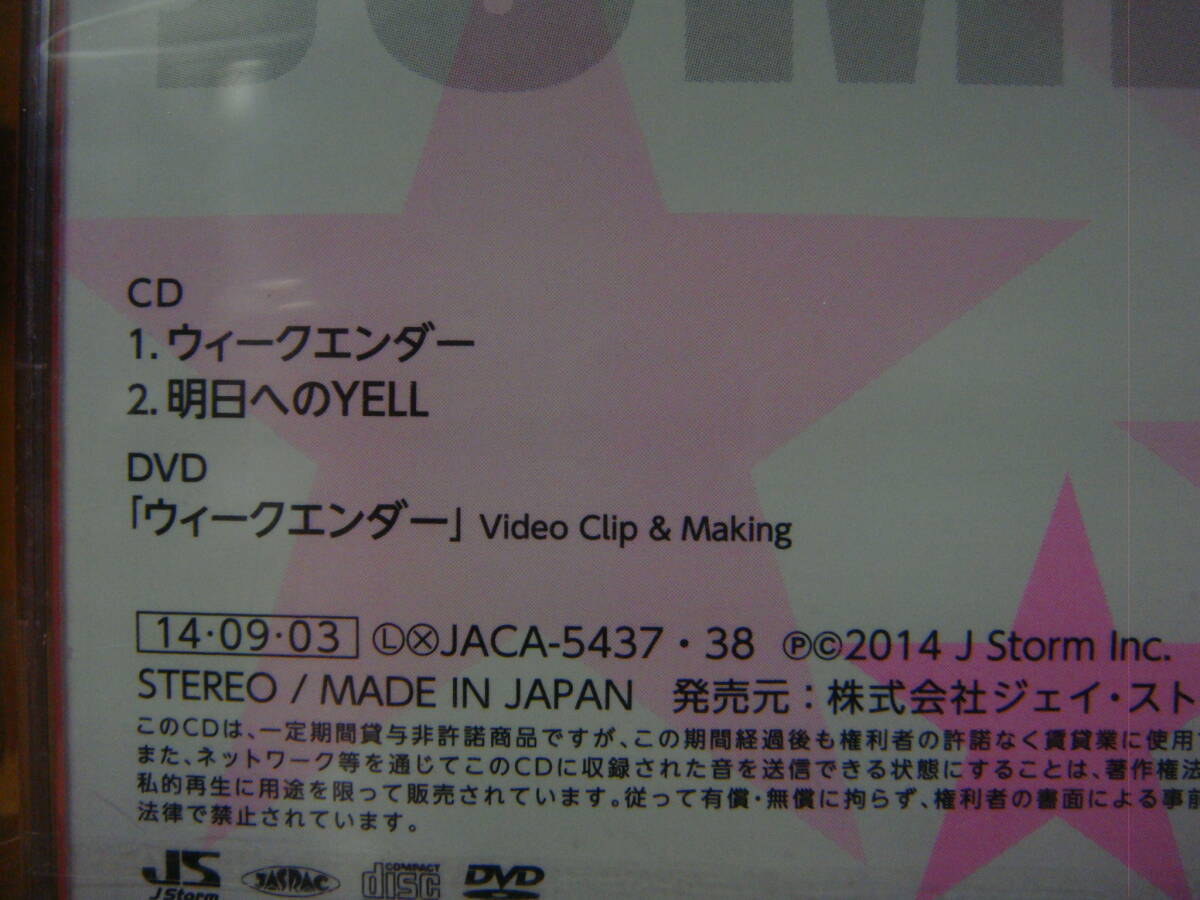 CD
1. ウィークエンダー
2. 明日へのYELL
DVD
「ウィークエンダー」 Video Clip & Making
14・09・03 ⓁⓍJACA-5437・38 ℗©2014 J Storm Inc.
STEREO / MADE IN JAPAN 発売元：株式会社ジェイ・スト
このCDは、一定期間貸与非許諾商品ですが、この期間経過後も権利者の許諾なく賃貸業に使用
また、ネットワーク等を通じてこのCDに収録された音を送信できる状態にすることは、著作権法
私的再生に用途を限って販売されています。従って有償・無償に拘らず、権利者の書面による事前
法律で禁止されています。
JS J Storm JASRAC COMPACT disc DVD